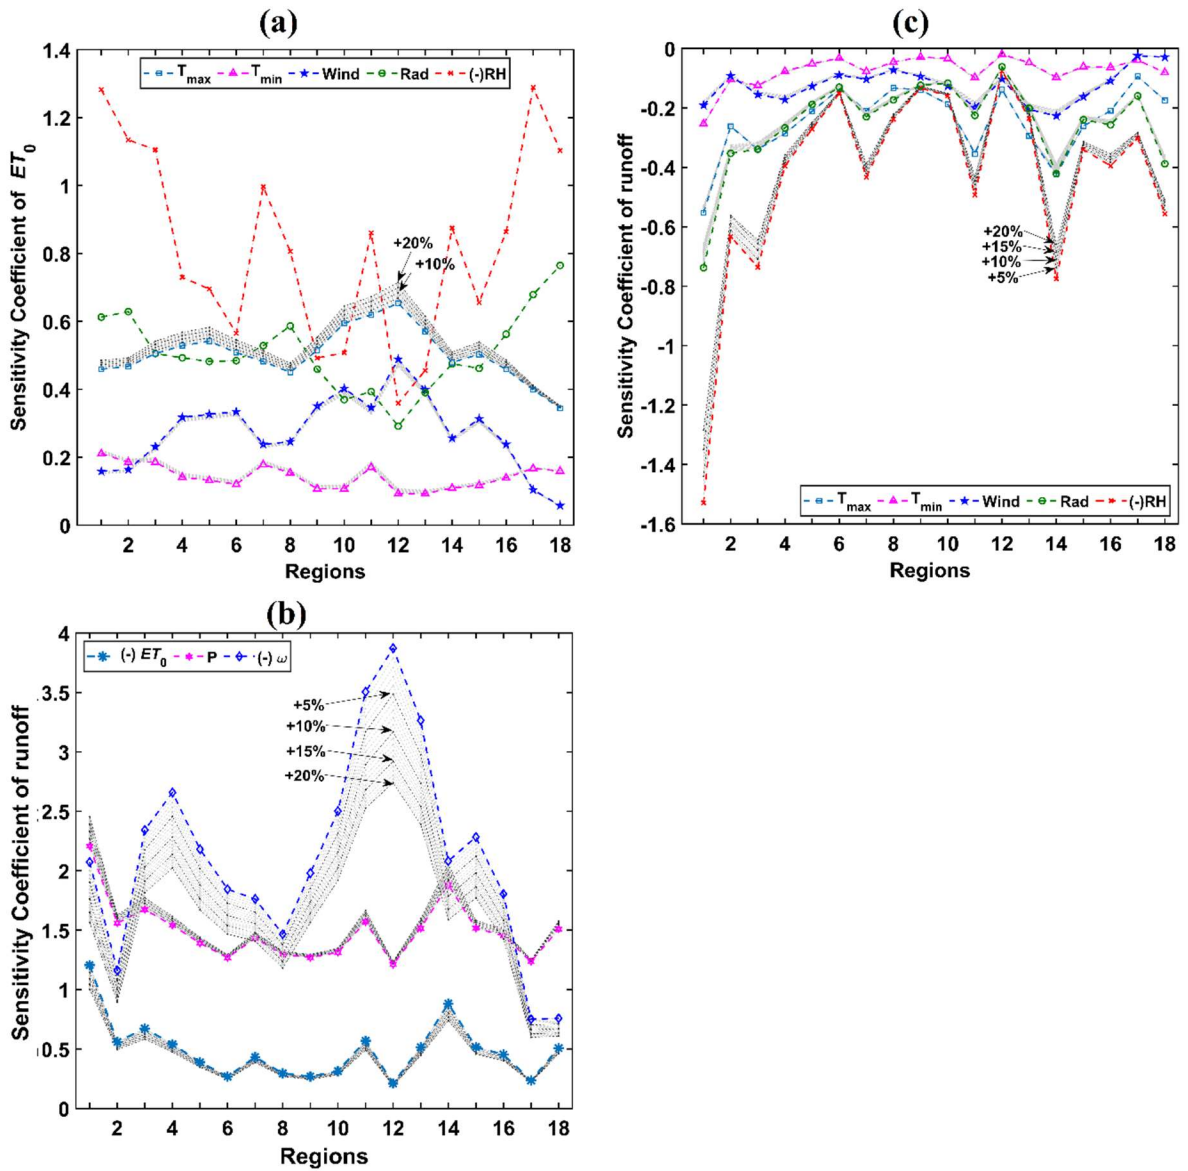 (a)
Sensitivity Coefficient of ET0
1.4
1.2
1
0.8
0.6
0.4
0.2
0
Tmax Tmin Wind Rad (-)RH
+20%
+10%
2 4 6 8 10 12 14 16 18
Regions
(c)
Sensitivity Coefficient of runoff
0
-0.2
-0.4
-0.6
-0.8
-1
-1.2
-1.4
-1.6
+20%
+15%
+10%
+5%
Tmax Tmin Wind Rad (-)RH
2 4 6 8 10 12 14 16 18
Regions
(b)
Sensitivity Coefficient of runoff
4
3.5
3
2.5
2
1.5
1
0.5
0
(-) ET0 P (-) ω
+5%
+10%
+15%
+20%
2 4 6 8 10 12 14 16 18
Regions